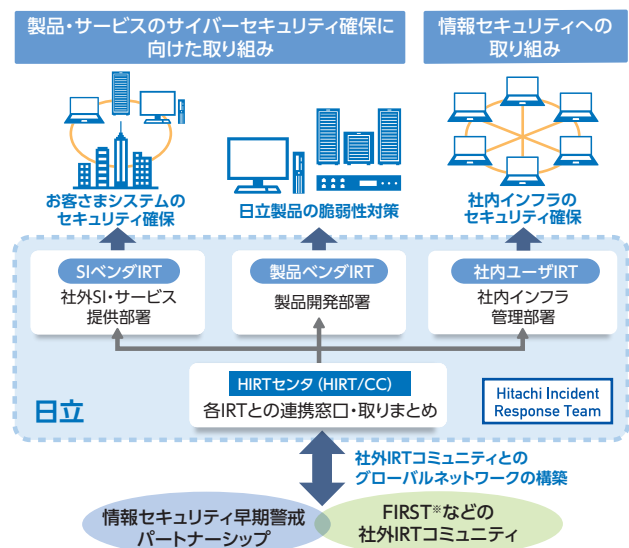 製品・サービスのサイバーセキュリティ確保に
向けた取り組み
情報セキュリティへの
取り組み
お客さまシステムの
セキュリティ確保
日立製品の脆弱性対策
社内インフラの
セキュリティ確保
SIベンダIRT
社外SI・サービス
提供部署
製品ベンダIRT
製品開発部署
社内ユーザIRT
社内インフラ
管理部署
HIRTセンタ(HIRT/CC)
各IRTとの連携窓口・取りまとめ
日立
Hitachi Incident
Response Team
社外IRTコミュニティとの
グローバルネットワークの構築
情報セキュリティ早期警戒
パートナーシップ
FIRST※などの
社外IRTコミュニティ